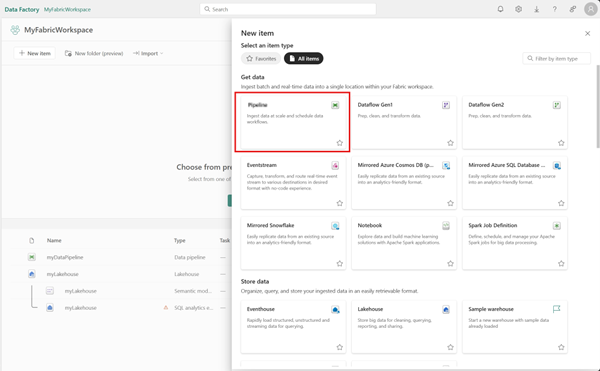 Data Factory
Search
MyFabricWorkspace
New item
New folder (preview)
Import
Choose from pre
Select from one of
Name
Type
Task
myDataPipeline
Data pipeline
—
myLakehouse
Lakehouse
—
myLakehouse
Semantic mod...
—
myLakehouse
SQL analytics e...
—
New item
Select an item type
Favorites
All items
Filter by item type
Get data
Ingest batch and real-time data into a single location within your Fabric workspace.
Pipeline
Ingest data at scale and schedule data
workflows.
Dataflow Gen1
Prep, clean, and transform data.
Dataflow Gen2
Prep, clean, and transform data.
Eventstream
Capture, transform, and route real-time event
stream to various destinations in desired
format with no-code experience.
Mirrored Azure Cosmos DB (p...
Easily replicate data from an existing source
into an analytics-friendly format.
Mirrored Azure SQL Database ...
Easily replicate data from an existing source
into an analytics-friendly format.
Mirrored Snowflake
Easily replicate data from an existing source
into an analytics-friendly format.
Notebook
Explore data and build machine learning
solutions with Apache Spark applications.
Spark Job Definition
Define, schedule, and manage your Apache
Spark jobs for big data processing.
Store data
Organize, query, and store your ingested data in an easily retrievable format.
Eventhouse
Rapidly load structured, unstructured and
streaming data for querying.
Lakehouse
Store big data for cleaning, querying,
reporting, and sharing.
Sample warehouse
Start a new warehouse with sample data
already loaded